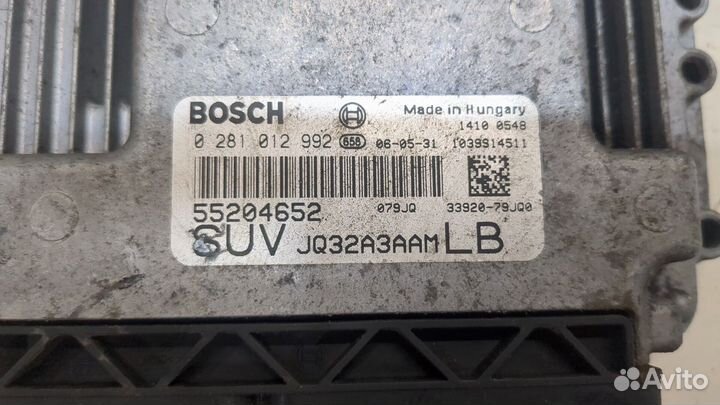 BOSCH Made in Hungary
1410 0548
0 281 012 992 658 06-05-31 1039S14511
55204652 079JQ 33920-79JQ0
SUV JQ32A3AAM LB
Avito